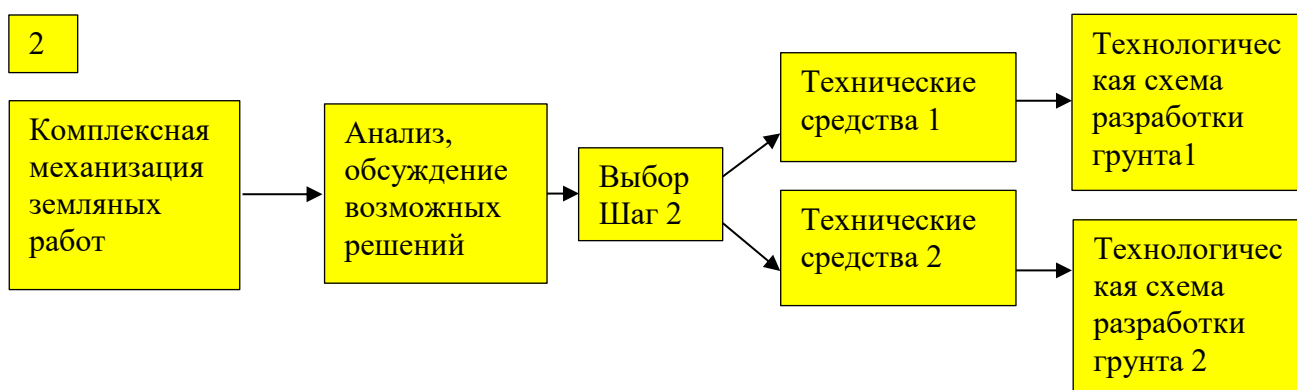 2
Комплексная
механизация
земляных
работ
Анализ,
обсуждение
возможных
решений
Выбор
Шаг 2
Технические
средства 1
Технологичес
кая схема
разработки
грунта1
Технические
средства 2
Технологичес
кая схема
разработки
грунта 2